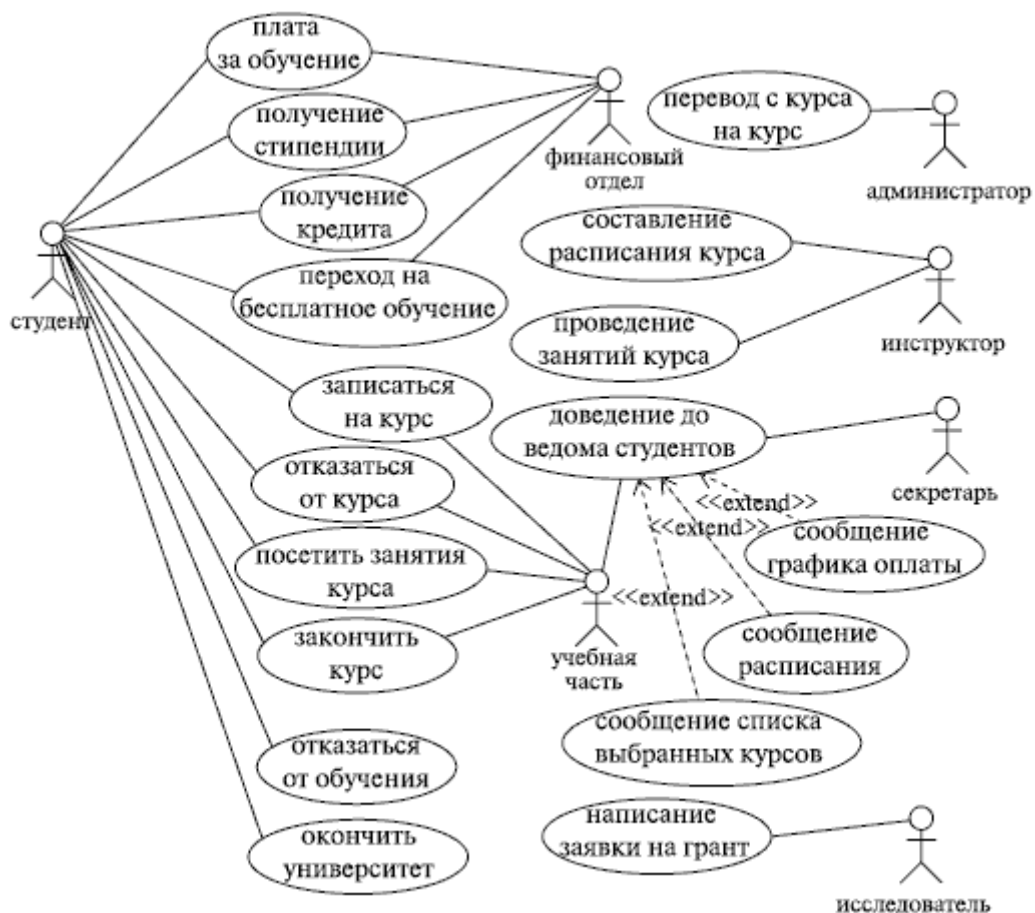 плата
за обучение
получение
стипендии
финансовый
отдел
перевод с курса
на курс
администратор
получение
кредита
составление
расписания курса
студент
переход на
бесплатное обучение
проведение
занятий курса
инструктор
записаться
на курс
доведение до
ведома студентов
секретарь
отказаться
от курса
<<extend>>
<<extend>>
<<extend>>
сообщение
графика оплаты
посетить занятия
курса
закончить
курс
учебная
часть
сообщение
расписания
сообщение списка
выбранных курсов
отказаться
от обучения
окончить
университет
написание
заявки на грант
исследователь